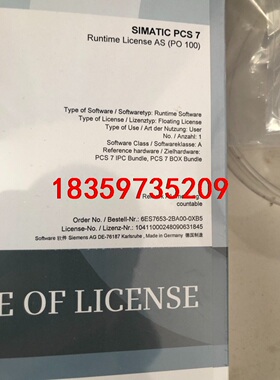 SIMATIC PCS 7
Runtime License AS (PO 100)
Type of Software / Softwaretyp: Runtime Software
Type of License / Lizenztyp: Floating License
Type of Use / Art der Nutzung: User
No. / Anzahl: 1
Software Class / Softwareklasse: A
Reference hardware / Zielhardware:
PCS 7 IPC Bundle, PCS 7 BOX Bundle
18359735209
countable
Order No. / Bestell-Nr.: 6ES7653-2BA00-0XB5
License-No. / Lizenz-Nr.: 10411000248090631845
Software 软件 Siemens AG DE-76187 Karlsruhe , Made in Germany 德国制造
E OF LICENSE